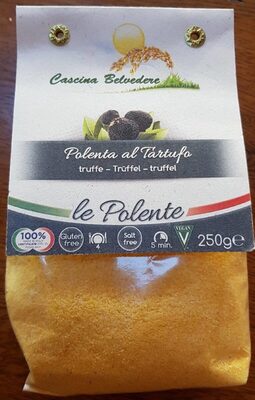 Cascina Belvedere
Polenta al Tartufo
truffe – Trüffel – truffel
le Polente
100%
Gluten free
4
Salt free
5 min.
VEGAN
250g℮